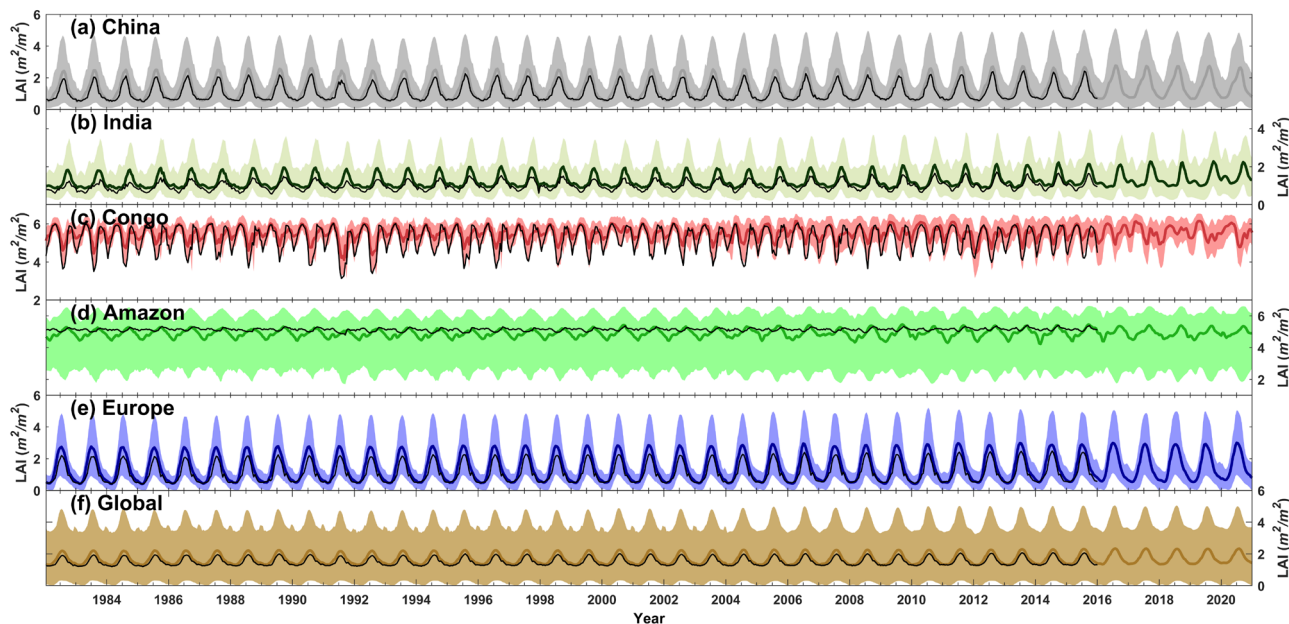 (a) China
LAI (m²/m²)
6
4
2
0
(b) India
LAI (m²/m²)
4
2
0
(c) Congo
LAI (m²/m²)
6
4
2
(d) Amazon
LAI (m²/m²)
6
4
2
(e) Europe
LAI (m²/m²)
6
4
2
0
(f) Global
LAI (m²/m²)
6
4
2
0
1984 1986 1988 1990 1992 1994 1996 1998 2000 2002 2004 2006 2008 2010 2012 2014 2016 2018 2020
Year